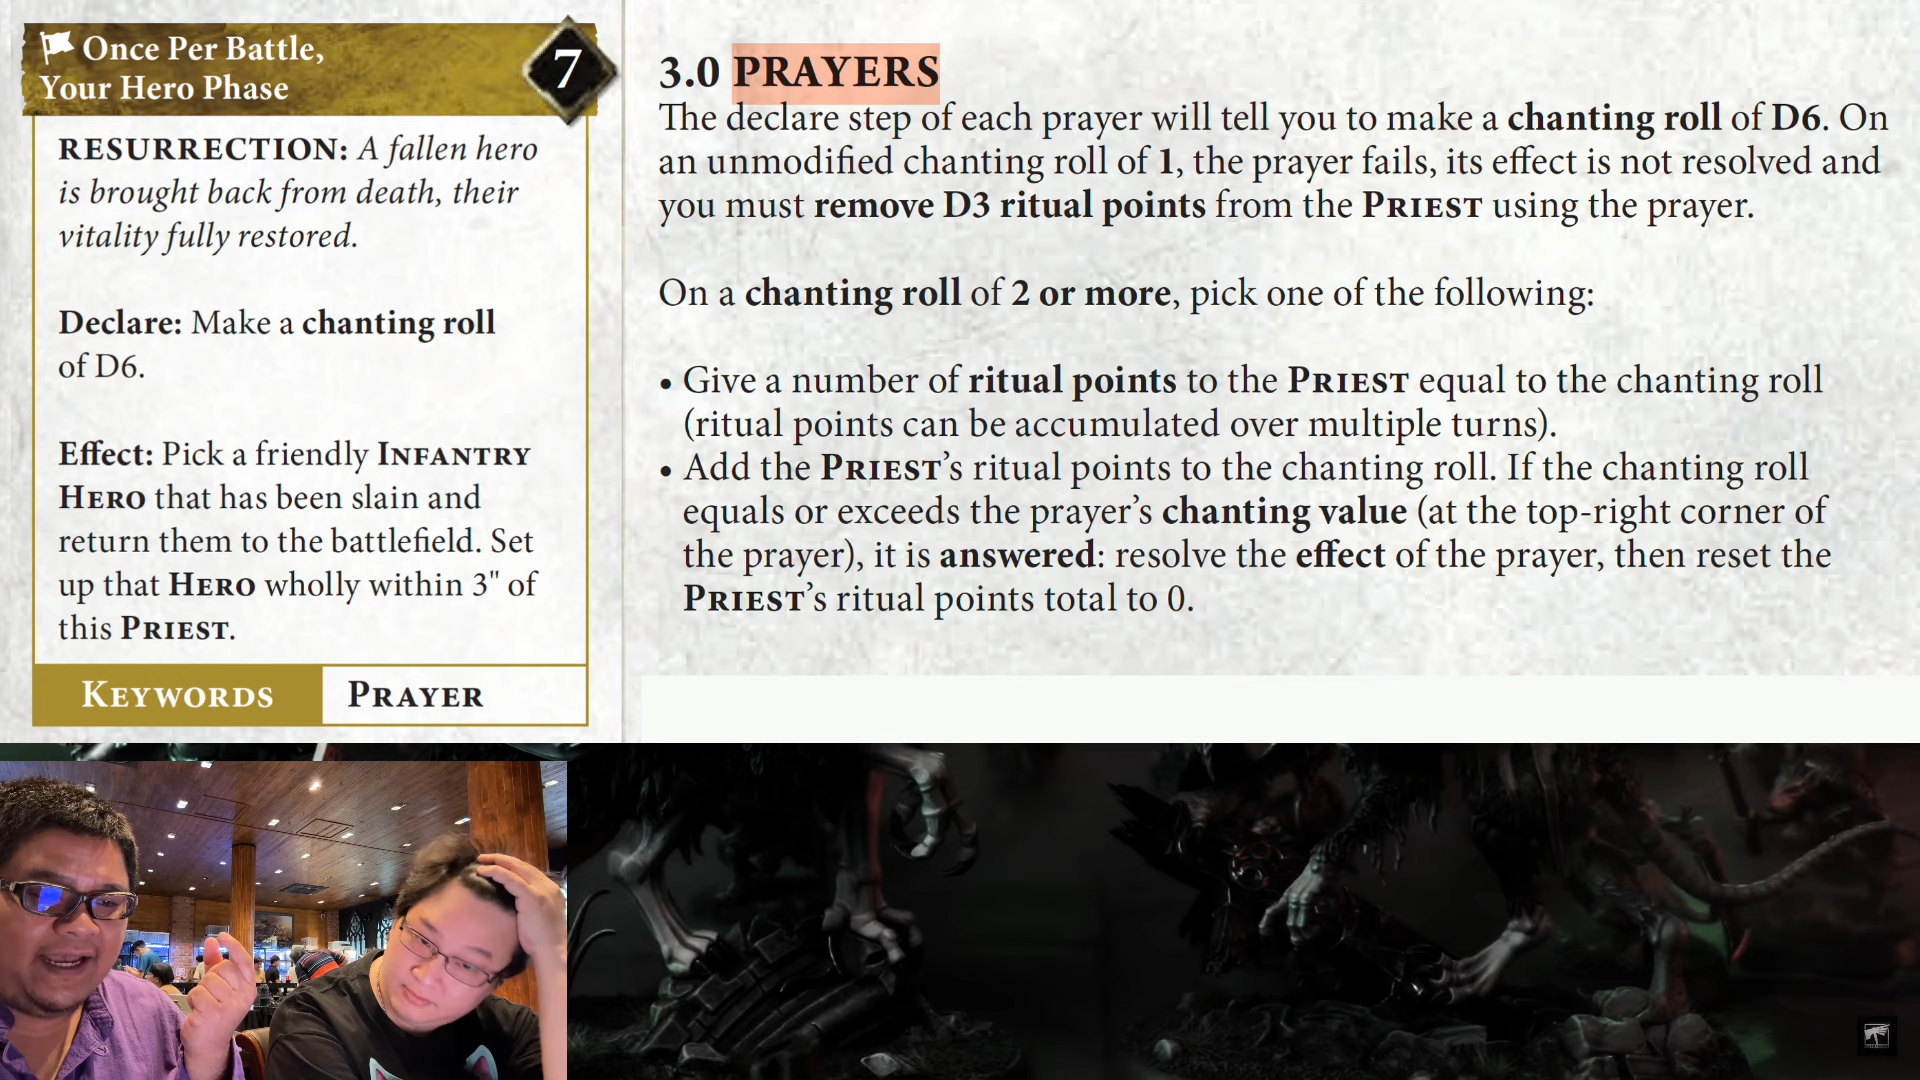 Once Per Battle,
Your Hero Phase
7
RESURRECTION: A fallen hero
is brought back from death, their
vitality fully restored.
Declare: Make a chanting roll
of D6.
Effect: Pick a friendly INFANTRY
HERO that has been slain and
return them to the battlefield. Set
up that HERO wholly within 3" of
this PRIEST.
KEYWORDS PRAYER
3.0 PRAYERS
The declare step of each prayer will tell you to make a chanting roll of D6. On
an unmodified chanting roll of 1, the prayer fails, its effect is not resolved and
you must remove D3 ritual points from the PRIEST using the prayer.
On a chanting roll of 2 or more, pick one of the following:
• Give a number of ritual points to the PRIEST equal to the chanting roll
(ritual points can be accumulated over multiple turns).
• Add the PRIEST's ritual points to the chanting roll. If the chanting roll
equals or exceeds the prayer's chanting value (at the top-right corner of
the prayer), it is answered: resolve the effect of the prayer, then reset the
PRIEST's ritual points total to 0.